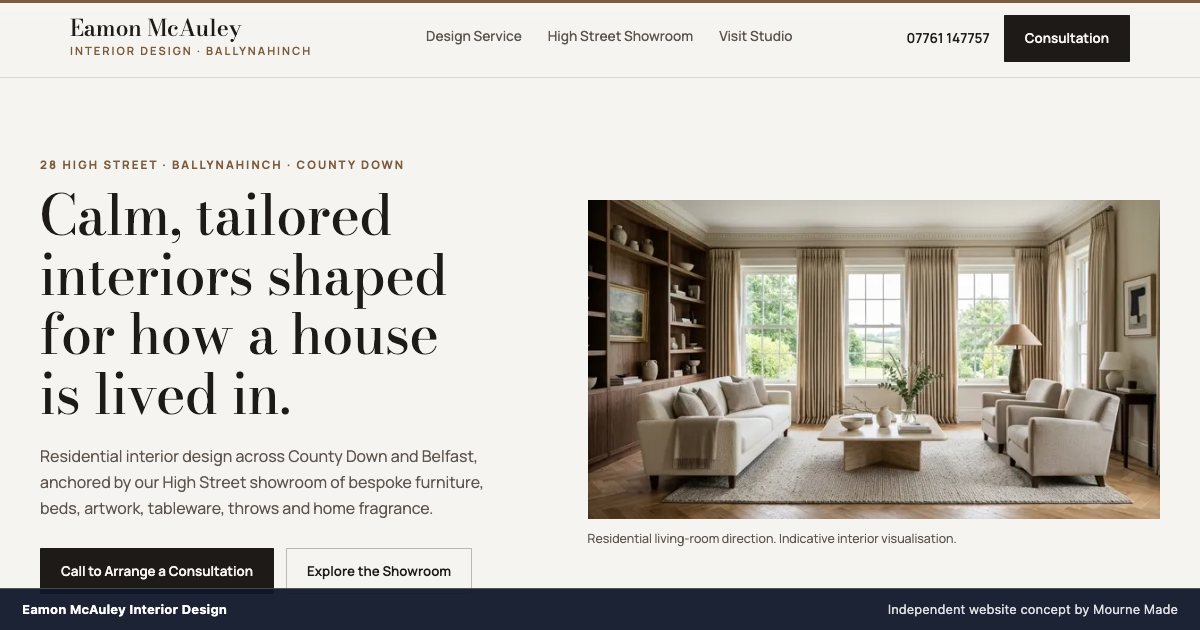 Eamon McAuley
INTERIOR DESIGN · BALLYNAHINCH
Design Service
High Street Showroom
Visit Studio
07761 147757
Consultation
28 HIGH STREET · BALLYNAHINCH · COUNTY DOWN
Calm, tailored
interiors shaped
for how a house
is lived in.
Residential interior design across County Down and Belfast,
anchored by our High Street showroom of bespoke furniture,
beds, artwork, tableware, throws and home fragrance.
Call to Arrange a Consultation
Explore the Showroom
Residential living-room direction. Indicative interior visualisation.
Eamon McAuley Interior Design
Independent website concept by Mourne Made